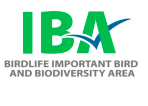 IBA
BIRDLIFE IMPORTANT BIRD
AND BIODIVERSITY AREA